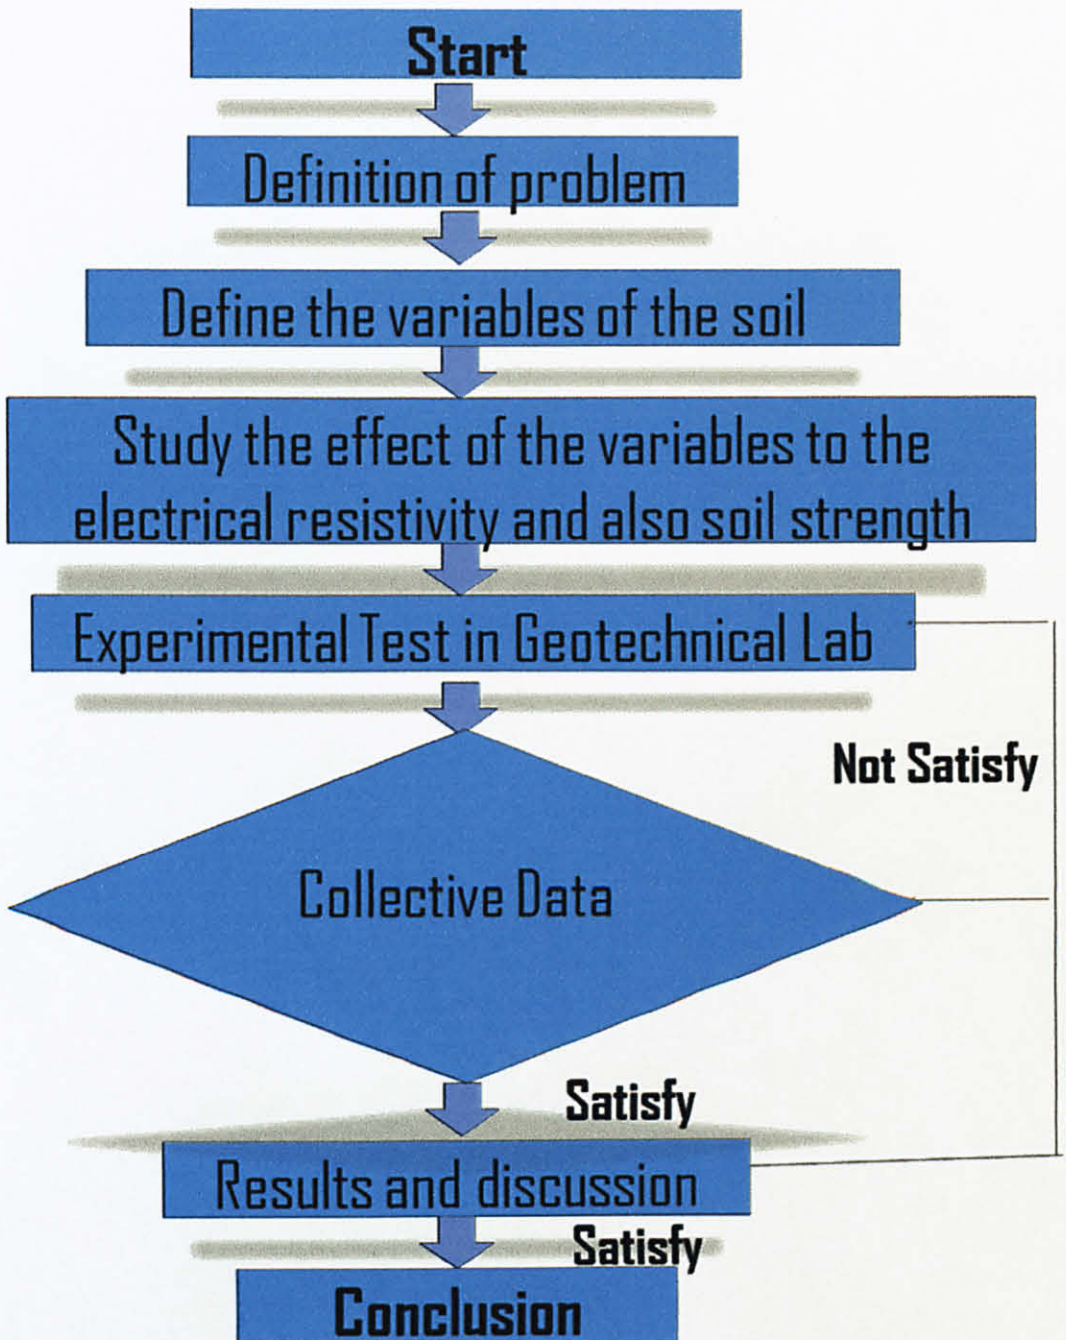 Start
Definition of problem
Define the variables of the soil
Study the effect of the variables to the
electrical resistivity and also soil strength
Experimental Test in Geotechnical Lab
Not Satisfy
Collective Data
Satisfy
Results and discussion
Satisfy
Conclusion